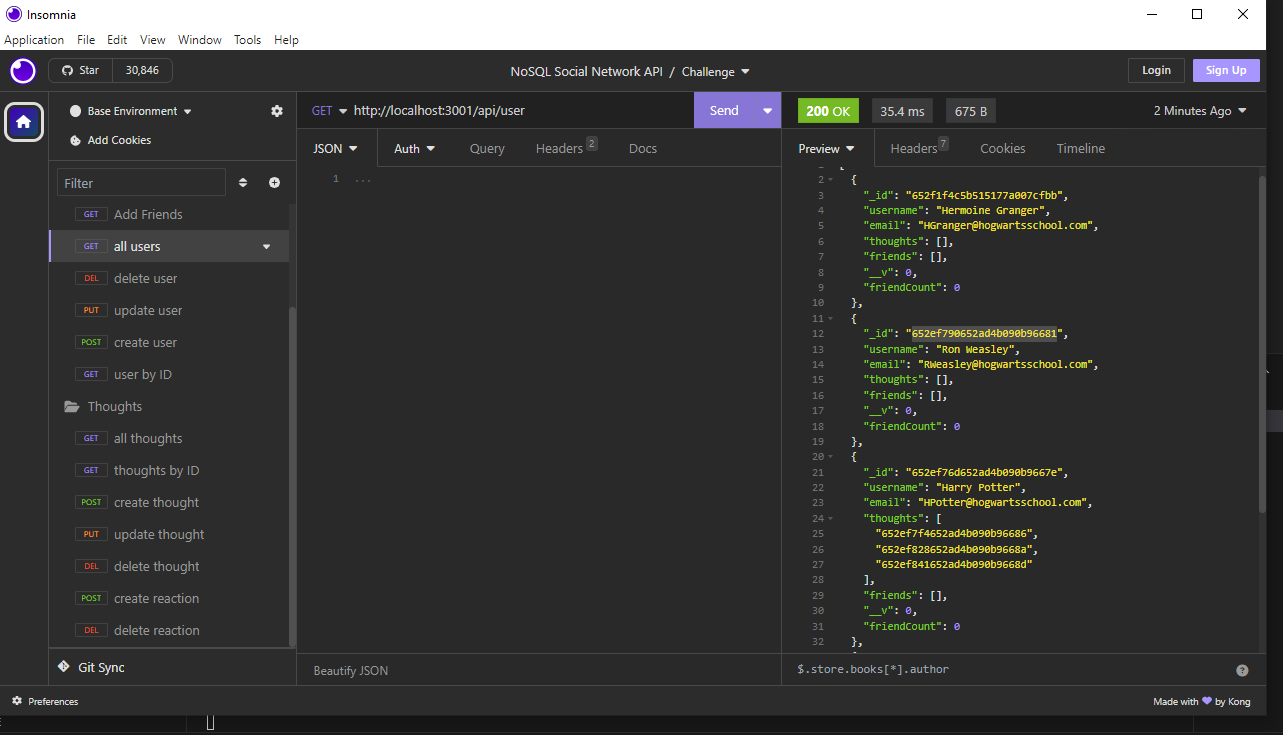 Insomnia
Application File Edit View Window Tools Help
Star 30,846
NoSQL Social Network API / Challenge
Login Sign Up
Base Environment
Add Cookies
Filter
GET Add Friends
GET all users
DEL delete user
PUT update user
POST create user
GET user by ID
Thoughts
GET all thoughts
GET thoughts by ID
POST create thought
PUT update thought
DEL delete thought
POST create reaction
DEL delete reaction
Git Sync
Preferences
GET http://localhost:3001/api/user Send
JSON Auth Query Headers 2 Docs
1 ...
Beautify JSON
200 OK 35.4 ms 675 B 2 Minutes Ago
Preview Headers 7 Cookies Timeline
2 {
3 "_id": "652f1f4c5b515177a007cfbb",
4 "username": "Hermoine Granger",
5 "email": "HGranger@hogwartsschool.com",
6 "thoughts": [],
7 "friends": [],
8 "__v": 0,
9 "friendCount": 0
10 },
11 {
12 "_id": "652ef790652ad4b090b96681",
13 "username": "Ron Weasley",
14 "email": "RWeasley@hogwartsschool.com",
15 "thoughts": [],
16 "friends": [],
17 "__v": 0,
18 "friendCount": 0
19 },
20 {
21 "_id": "652ef76d652ad4b090b9667e",
22 "username": "Harry Potter",
23 "email": "HPotter@hogwartsschool.com",
24 "thoughts": [
25 "652ef7f4652ad4b090b96686",
26 "652ef828652ad4b090b9668a",
27 "652ef841652ad4b090b9668d"
28 ],
29 "friends": [],
30 "__v": 0,
31 "friendCount": 0
32 },
$.store.books[*].author
Made with by Kong